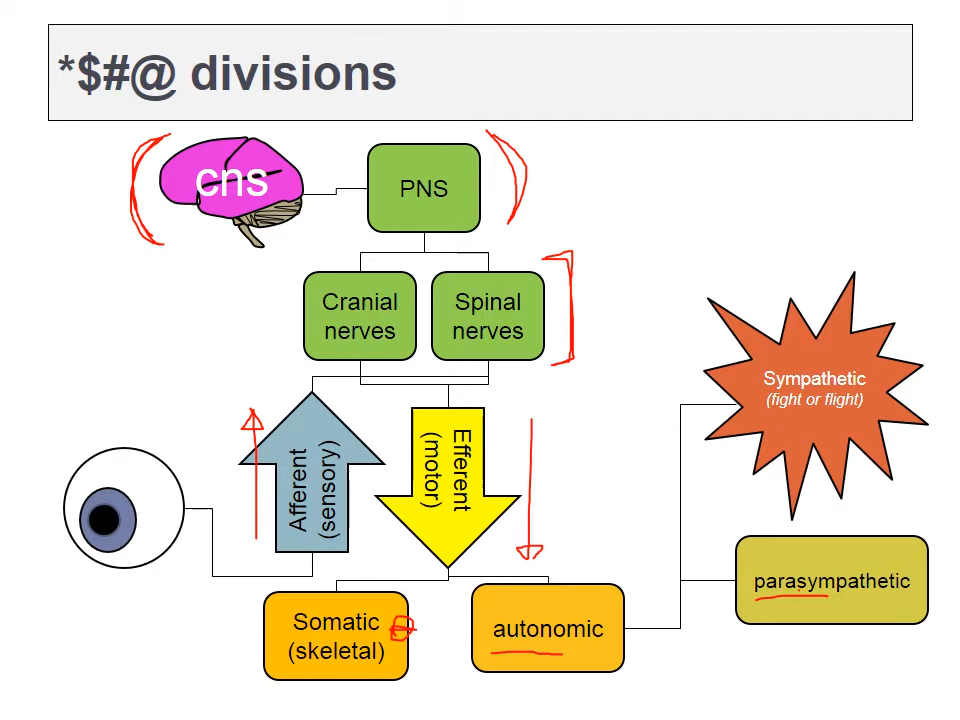 *$#@ divisions
cns
PNS
Cranial
nerves
Spinal
nerves
Sympathetic
(fight or flight)
Afferent
(sensory)
Efferent
(motor)
parasympathetic
Somatic
(skeletal)
autonomic